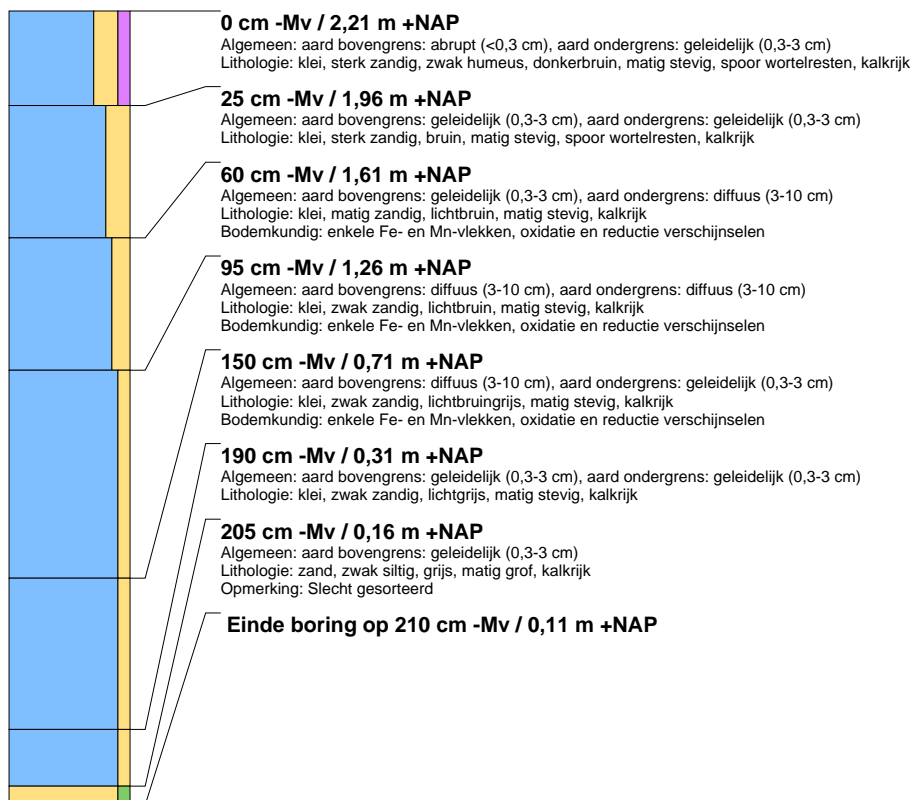 0 cm -Mv / 2,21 m +NAP
Algemeen: aard bovengrens: abrupt (<0,3 cm), aard ondergrens: geleidelijk (0,3-3 cm)
Lithologie: klei, sterk zandig, zwak humeus, donkerbruin, matig stevig, spoor wortelresten, kalkrijk
25 cm -Mv / 1,96 m +NAP
Algemeen: aard bovengrens: geleidelijk (0,3-3 cm), aard ondergrens: geleidelijk (0,3-3 cm)
Lithologie: klei, sterk zandig, bruin, matig stevig, spoor wortelresten, kalkrijk
60 cm -Mv / 1,61 m +NAP
Algemeen: aard bovengrens: geleidelijk (0,3-3 cm), aard ondergrens: diffuus (3-10 cm)
Lithologie: klei, matig zandig, lichtbruin, matig stevig, kalkrijk
Bodemkundig: enkele Fe- en Mn-vlekken, oxidatie en reductie verschijnselen
95 cm -Mv / 1,26 m +NAP
Algemeen: aard bovengrens: diffuus (3-10 cm), aard ondergrens: diffuus (3-10 cm)
Lithologie: klei, zwak zandig, lichtbruin, matig stevig, kalkrijk
Bodemkundig: enkele Fe- en Mn-vlekken, oxidatie en reductie verschijnselen
150 cm -Mv / 0,71 m +NAP
Algemeen: aard bovengrens: diffuus (3-10 cm), aard ondergrens: geleidelijk (0,3-3 cm)
Lithologie: klei, zwak zandig, lichtbruingrijs, matig stevig, kalkrijk
Bodemkundig: enkele Fe- en Mn-vlekken, oxidatie en reductie verschijnselen
190 cm -Mv / 0,31 m +NAP
Algemeen: aard bovengrens: geleidelijk (0,3-3 cm), aard ondergrens: geleidelijk (0,3-3 cm)
Lithologie: klei, zwak zandig, lichtgrijs, matig stevig, kalkrijk
205 cm -Mv / 0,16 m +NAP
Algemeen: aard bovengrens: geleidelijk (0,3-3 cm)
Lithologie: zand, zwak siltig, grijs, matig grof, kalkrijk
Opmerking: Slecht gesorteerd
Einde boring op 210 cm -Mv / 0,11 m +NAP